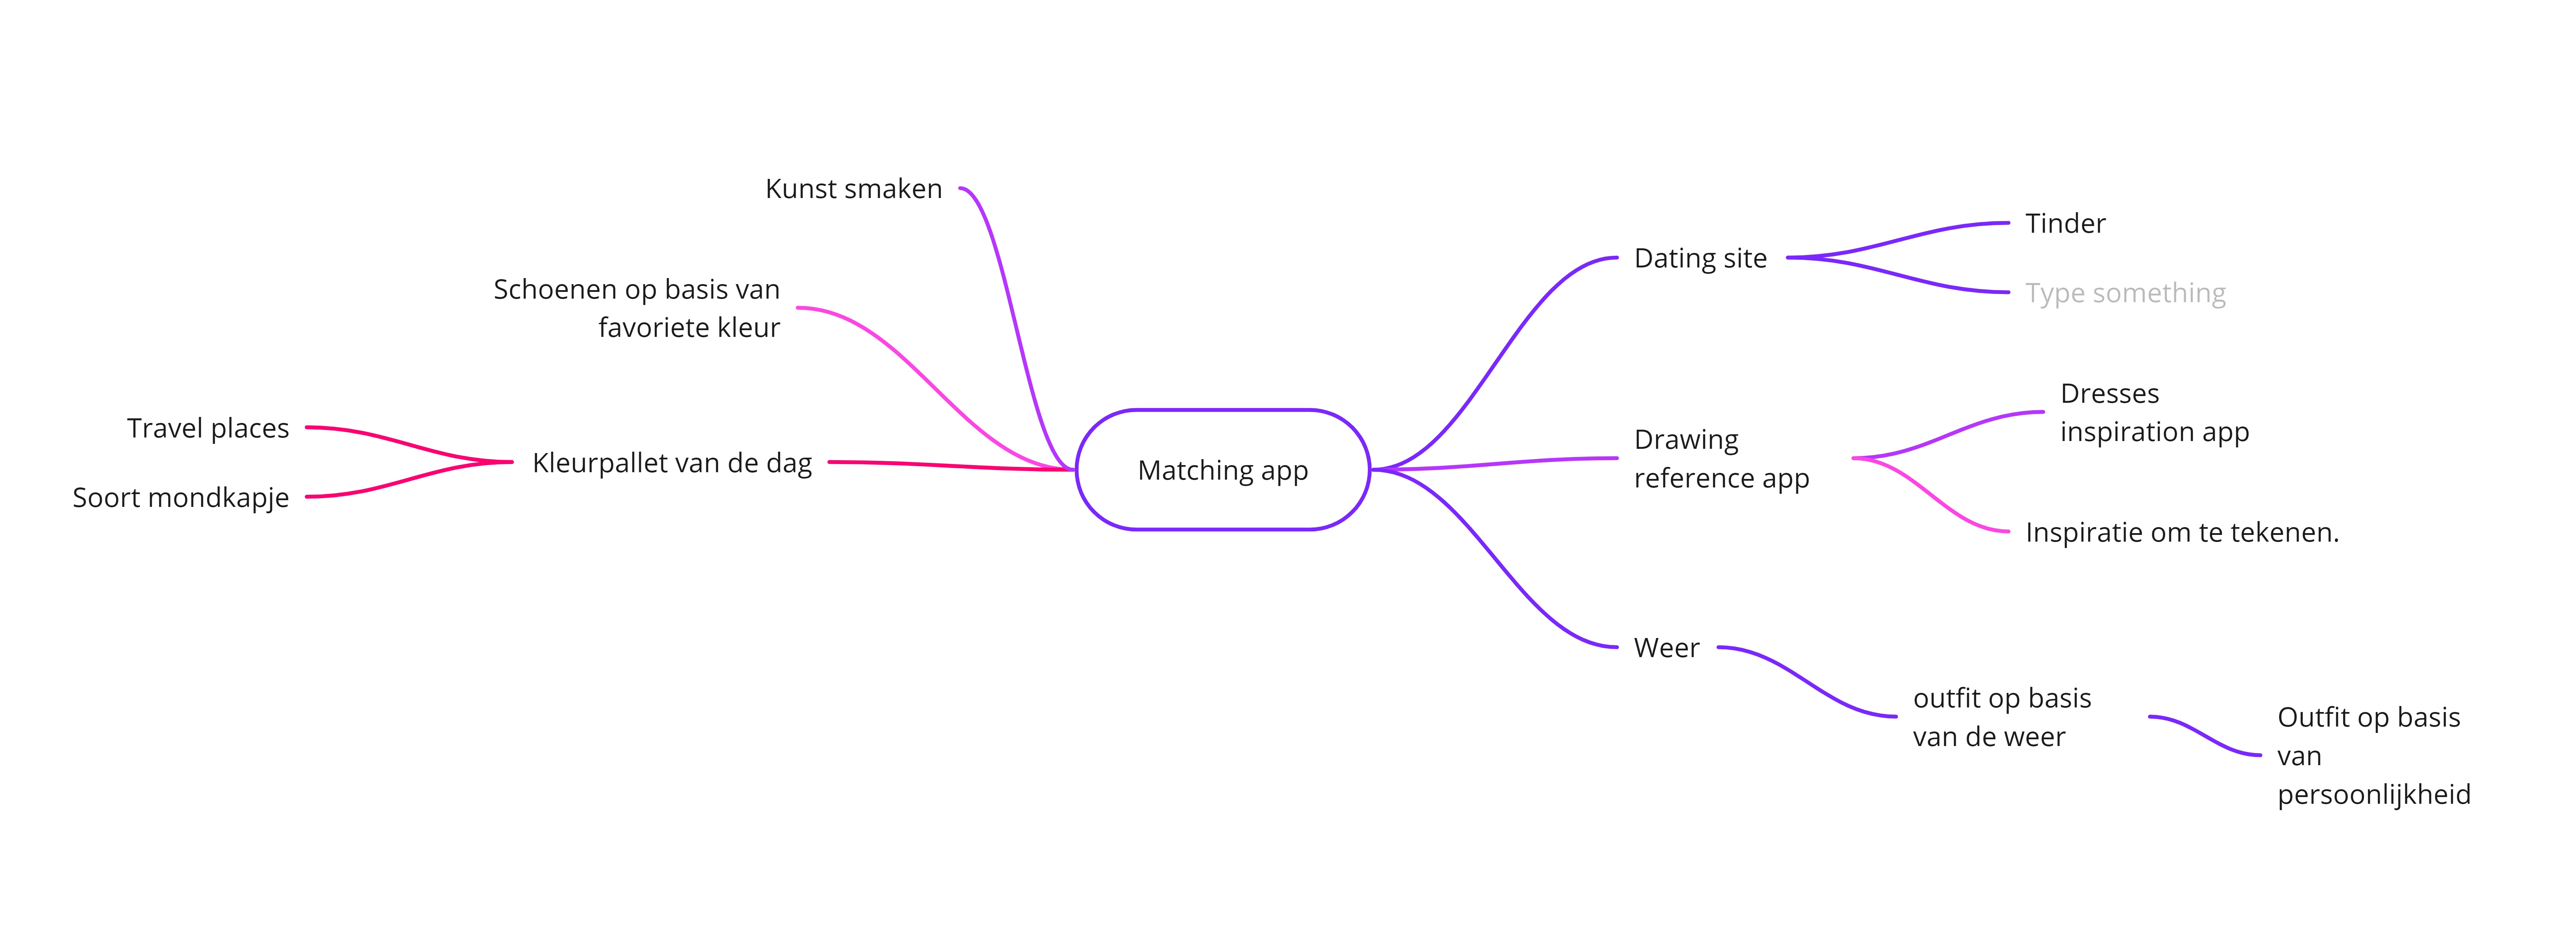 Kunst smaken
Schoenen op basis van
favoriete kleur
Travel places
Kleurpallet van de dag
Soort mondkapje
Matching app
Dating site
Tinder
Type something
Drawing
reference app
Dresses
inspiration app
Inspiratie om te tekenen.
Weer
outfit op basis
van de weer
Outfit op basis
van
persoonlijkheid